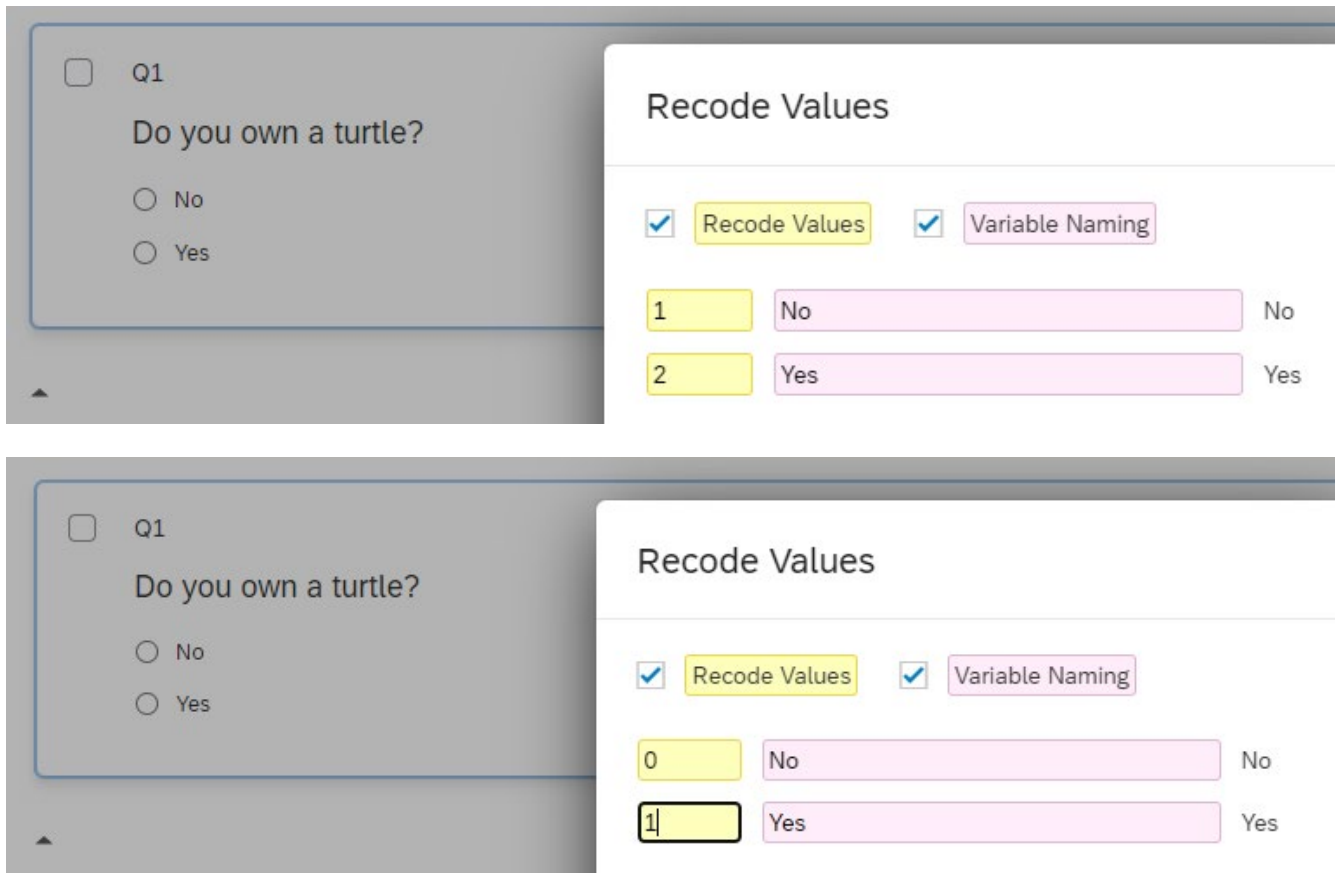 Q1
Do you own a turtle?
No
Yes
Recode Values
Recode Values Variable Naming
1 No No
2 Yes Yes
Q1
Do you own a turtle?
No
Yes
Recode Values
Recode Values Variable Naming
0 No No
1 Yes Yes